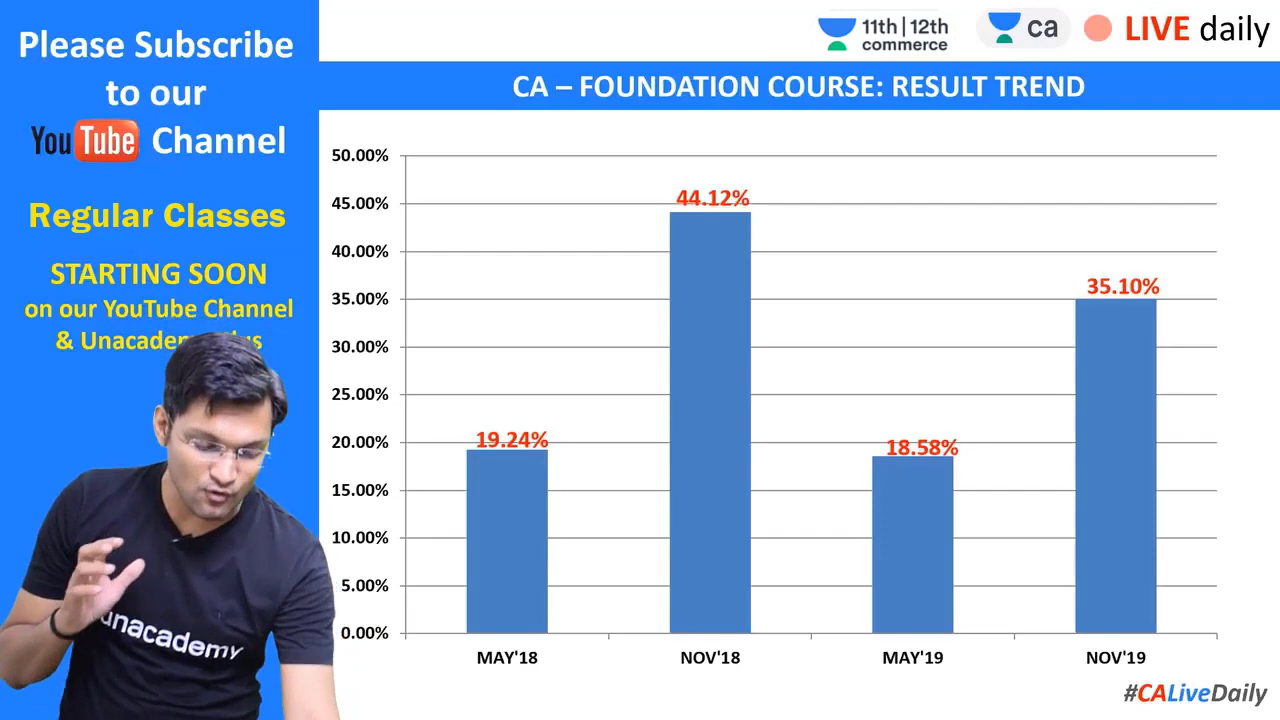 Please Subscribe
to our
YouTube Channel
Regular Classes
STARTING SOON
on our YouTube Channel
& Unacademy
unacademy
11th | 12th
commerce
ca
LIVE daily
CA – FOUNDATION COURSE: RESULT TREND
50.00%
45.00%
40.00%
35.00%
30.00%
25.00%
20.00%
15.00%
10.00%
5.00%
0.00%
19.24%
44.12%
18.58%
35.10%
MAY'18
NOV'18
MAY'19
NOV'19
#CALiveDaily